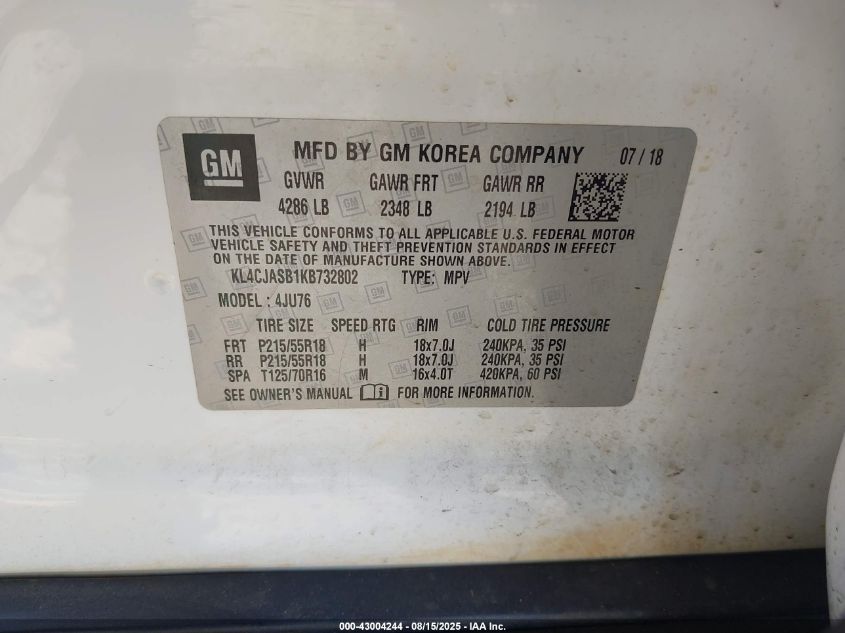 GM
MFD BY GM KOREA COMPANY 07 / 18
GVWR GAWR FRT GAWR RR
4286 LB 2348 LB 2194 LB
THIS VEHICLE CONFORMS TO ALL APPLICABLE U.S. FEDERAL MOTOR
VEHICLE SAFETY AND THEFT PREVENTION STANDARDS IN EFFECT
ON THE DATE OF MANUFACTURE SHOWN ABOVE.
KL4CJASB1KB732802 TYPE: MPV
MODEL : 4JU76
TIRE SIZE SPEED RTG RIM COLD TIRE PRESSURE
FRT P215/55R18 H 18x7.0J 240KPA, 35 PSI
RR P215/55R18 H 18x7.0J 240KPA, 35 PSI
SPA T125/70R16 M 16x4.0T 420KPA, 60 PSI
SEE OWNER'S MANUAL FOR MORE INFORMATION.
000-43004244 - 08/15/2025 - IAA Inc.